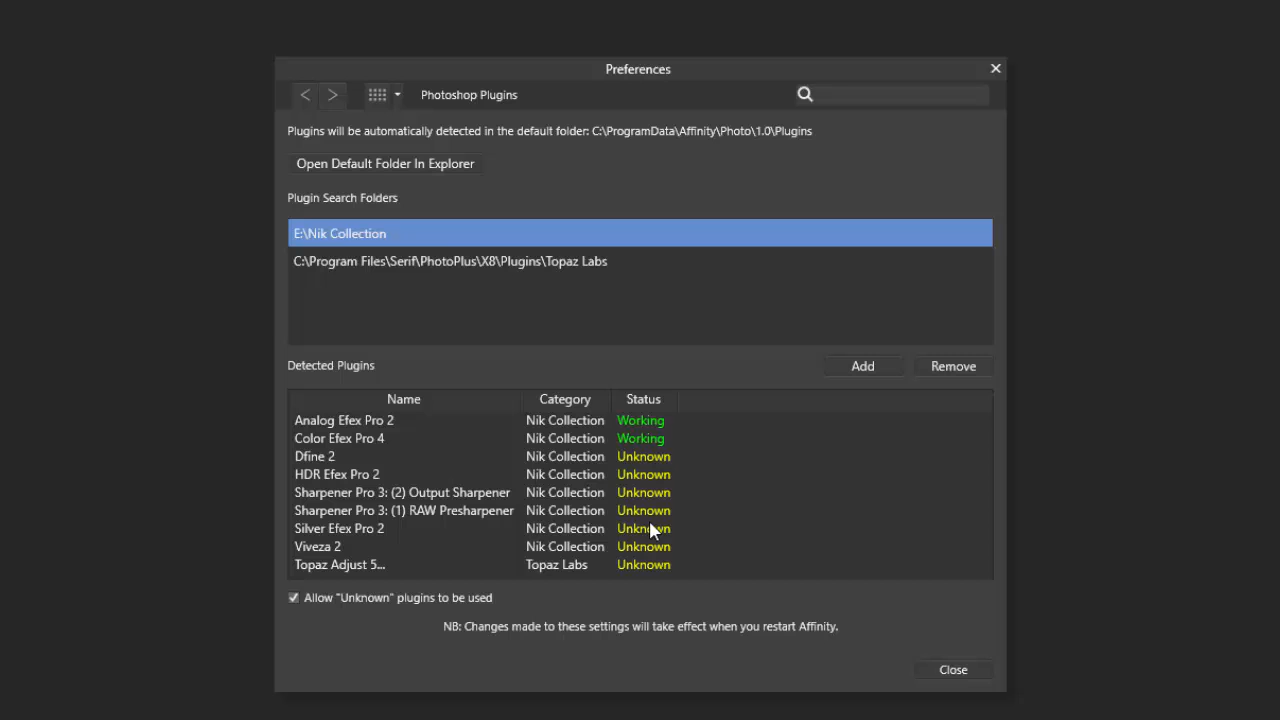 Preferences
Photoshop Plugins
Plugins will be automatically detected in the default folder: C:\ProgramData\Affinity\Photo\1.0\Plugins
Open Default Folder In Explorer
Plugin Search Folders
E:\Nik Collection
C:\Program Files\Serif\PhotoPlus\X8\Plugins\Topaz Labs
Detected Plugins Add Remove
Name Category Status
Analog Efex Pro 2 Nik Collection Working
Color Efex Pro 4 Nik Collection Working
Dfine 2 Nik Collection Unknown
HDR Efex Pro 2 Nik Collection Unknown
Sharpener Pro 3: (2) Output Sharpener Nik Collection Unknown
Sharpener Pro 3: (1) RAW Presharpener Nik Collection Unknown
Silver Efex Pro 2 Nik Collection Unknown
Viveza 2 Nik Collection Unknown
Topaz Adjust 5... Topaz Labs Unknown
Allow "Unknown" plugins to be used
NB: Changes made to these settings will take effect when you restart Affinity.
Close